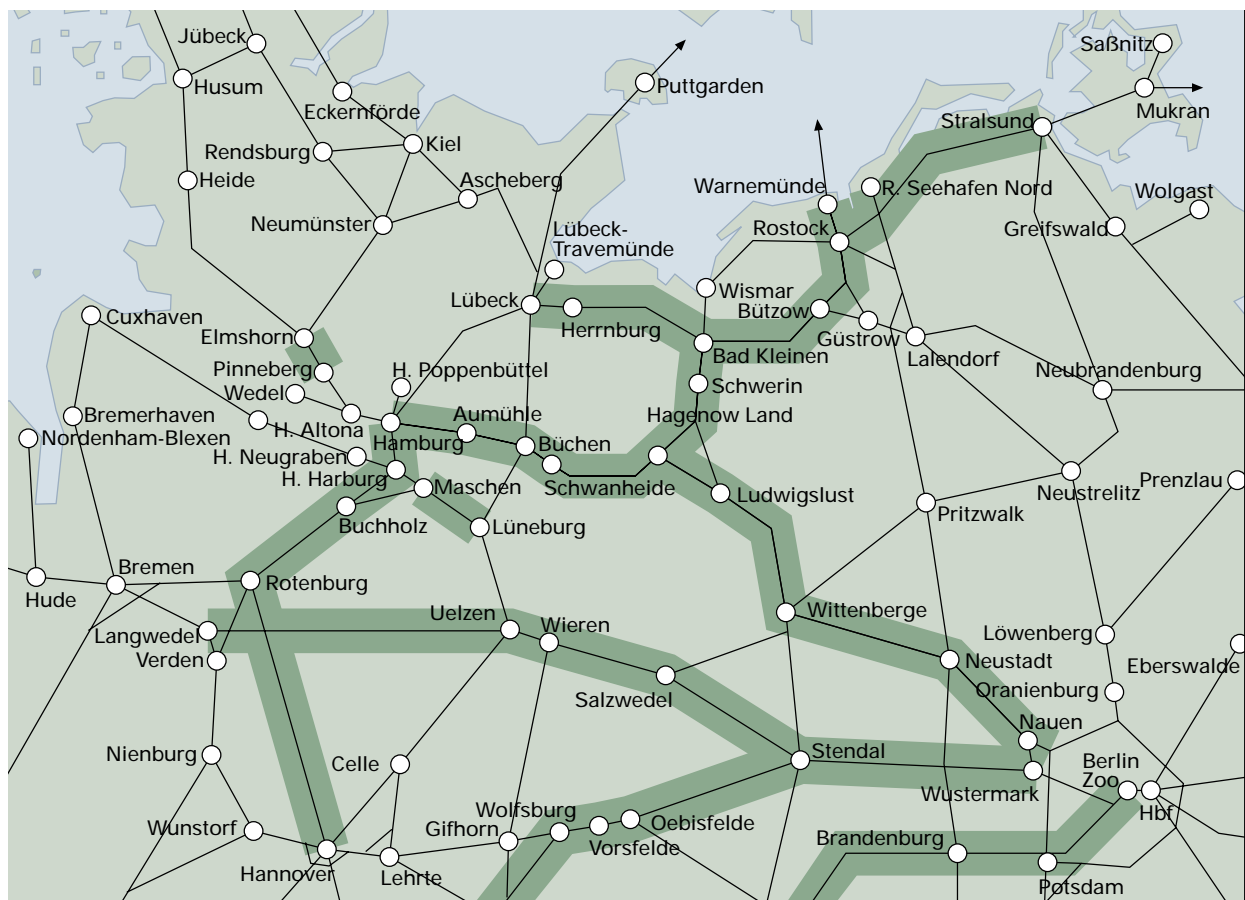 Jübeck
Husum
Eckernförde
Puttgarden
Saßnitz
Mukran
Stralsund
Rendsburg
Kiel
Heide
Ascheberg
Warnemünde
R. Seehafen Nord
Wolgast
Neumünster
Lübeck-
Travemünde
Rostock
Greifswald
Wismar
Lübeck
Herrnburg
Bützow
Güstrow
Cuxhaven
Elmshorn
Bad Kleinen
Lalendorf
Pinneberg
H. Poppenbüttel
Schwerin
Neubrandenburg
Wedel
Bremerhaven
Nordenham-Blexen
H. Altona
Hamburg
Aumühle
Büchen
Hagenow Land
H. Neugraben
H. Harburg
Maschen
Schwanheide
Ludwigslust
Neustrelitz
Prenzlau
Buchholz
Lüneburg
Pritzwalk
Bremen
Hude
Rotenburg
Uelzen
Wieren
Wittenberge
Langwedel
Verden
Löwenberg
Neustadt
Eberswalde
Salzwedel
Oranienburg
Nauen
Nienburg
Celle
Stendal
Berlin
Zoo
Hbf
Wustermark
Wolfsburg
Wunstorf
Gifhorn
Oebisfelde
Vorsfelde
Brandenburg
Hannover
Lehrte
Potsdam